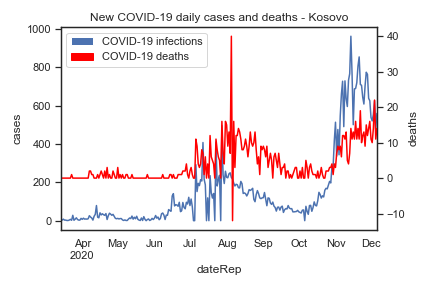 New COVID-19 daily cases and deaths - Kosovo
COVID-19 infections
COVID-19 deaths
1000
800
600
400
200
0
cases
40
30
20
10
0
−10
deaths
Apr May Jun Jul Aug Sep Oct Nov Dec
2020
dateRep